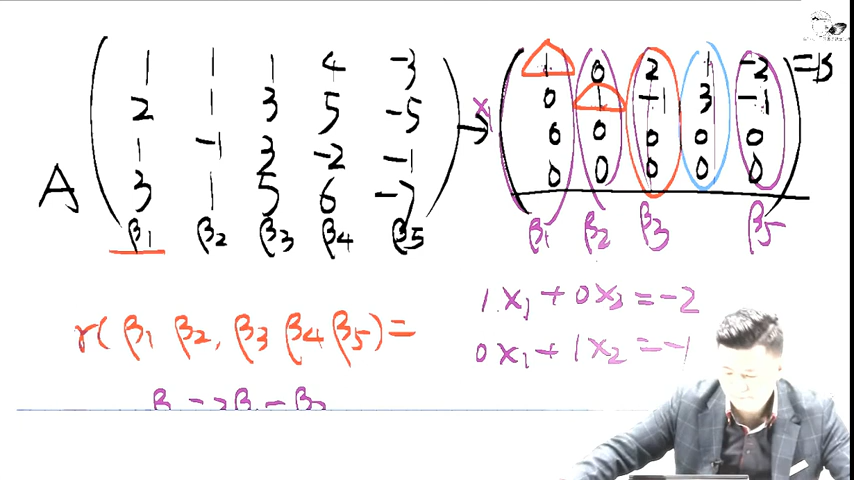 1 1 1 4 -3
2 1 3 5 -5
1 -1 3 -2 -1
3 1 5 6 -7
A → =B
β₁ β₂ β₃ β₄ β₅
x₁
1 0 2 1 -2
0 1 -1 3 -1
0 0 0 0 0
0 0 0 0 0
β₁ β₂ β₃ β₅
1·x₁ + 0x₂ = -2
0x₁ + 1x₂ = -1
r(β₁ β₂, β₃ β₄ β₅) =